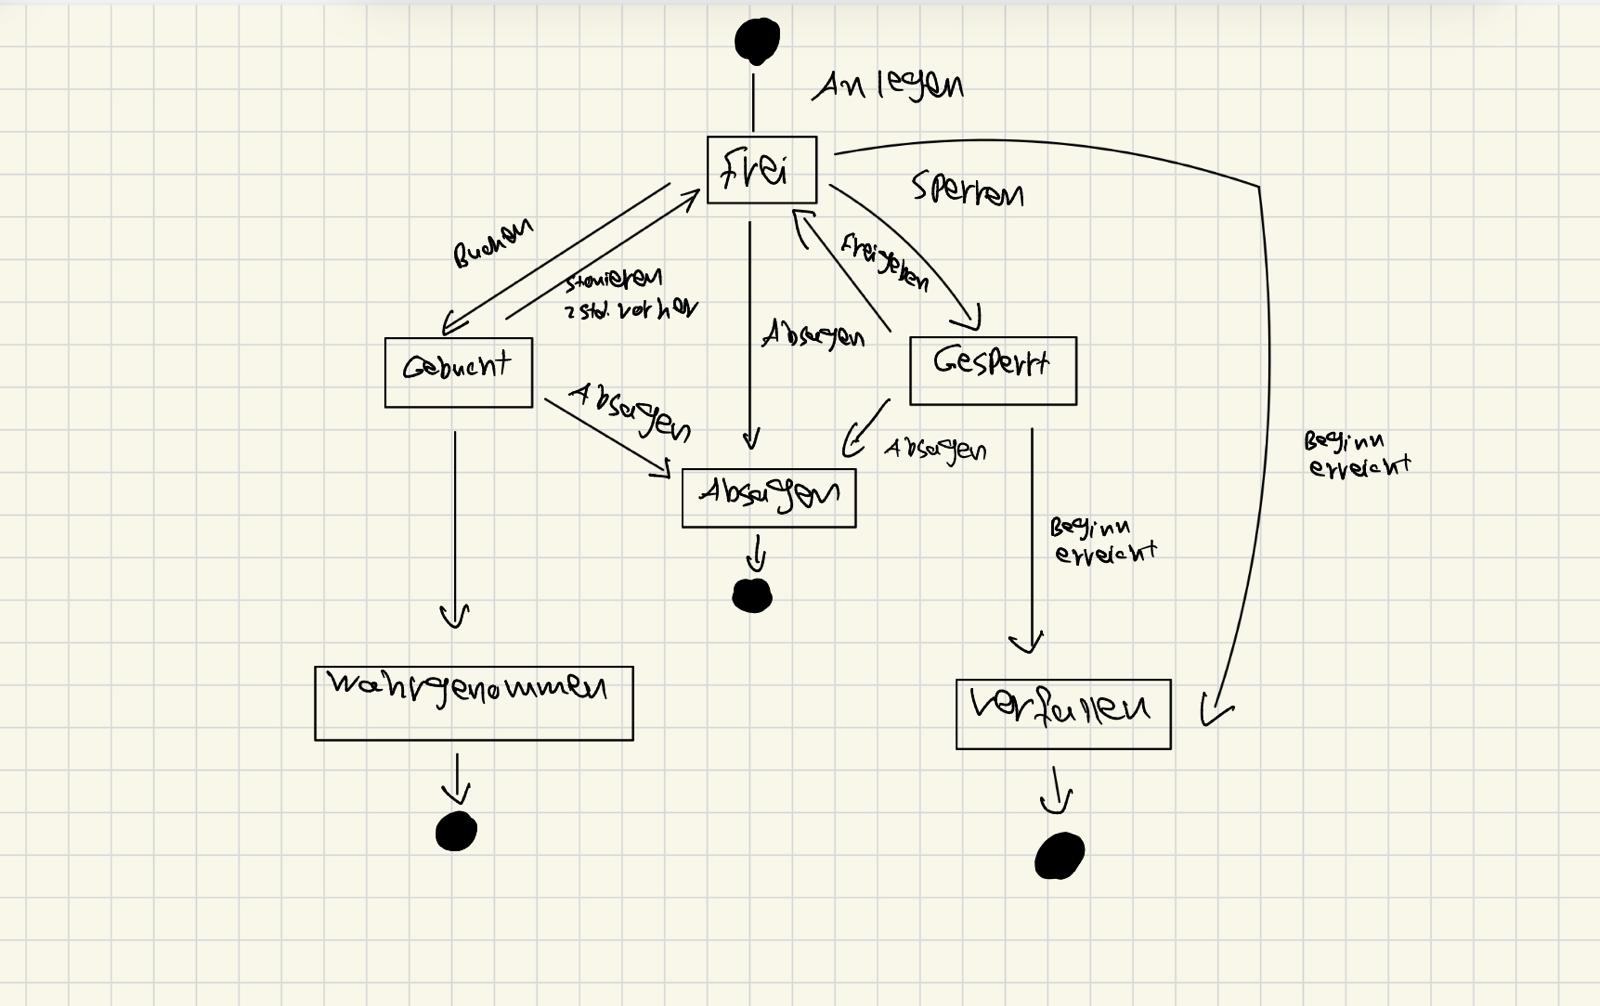 Anlegen
frei
Sperren
Buchen
Freigeben
stonieren
2 std. vorher
Absagen
Gebucht
Gesperrt
Absagen
Absagen
Absagen
Beginn
erreicht
Beginn
erreicht
wahrgenommen
verfallen